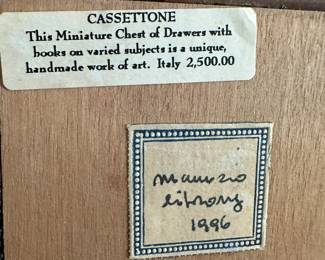 CASSETTONE
This Miniature Chest of Drawers with
books on varied subjects is a unique,
handmade work of art. Italy 2,500.00
1996